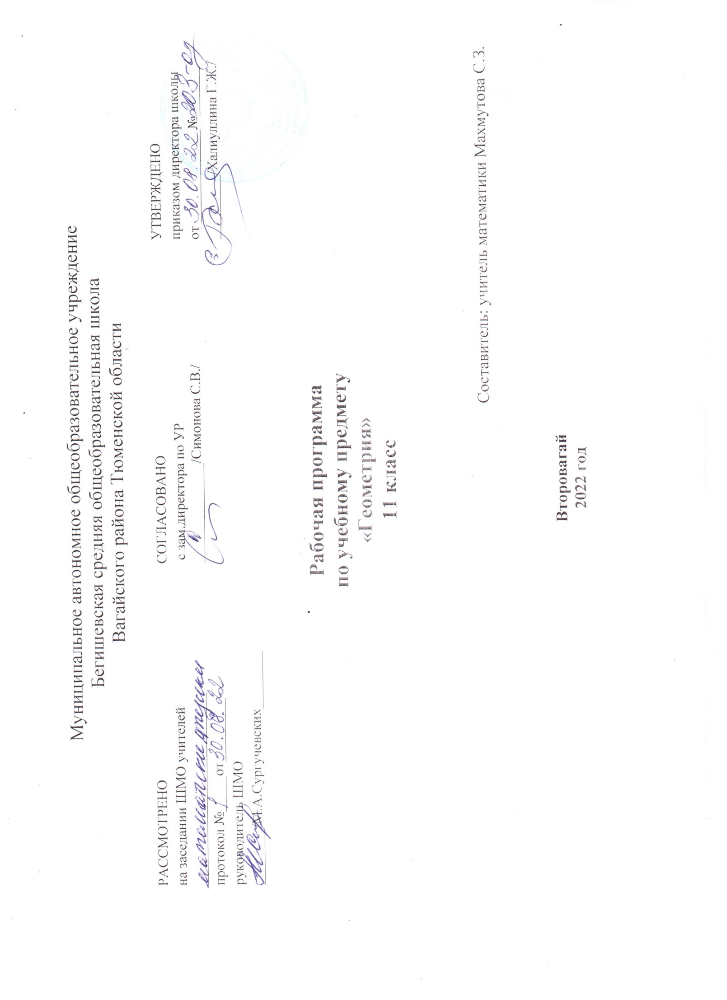 Муниципальное автономное общеобразовательное учреждение
Бегишевская средняя общеобразовательная школа
Вагайского района Тюменской области
РАССМОТРЕНО
на заседании ШМО учителей
протокол № 1 от 30.08.22
руководитель ШМО
/М.А.Сургучевских
СОГЛАСОВАНО
с зам.директора по УР
/Симонова С.В./
УТВЕРЖДЕНО
приказом директора школы
от 30.08.22 № 203-од
/Халиуллина Г.Ж./
Рабочая программа
по учебному предмету
«Геометрия»
11 класс
Составитель: учитель математики Махмутова С.З.
Второвагай
2022 год